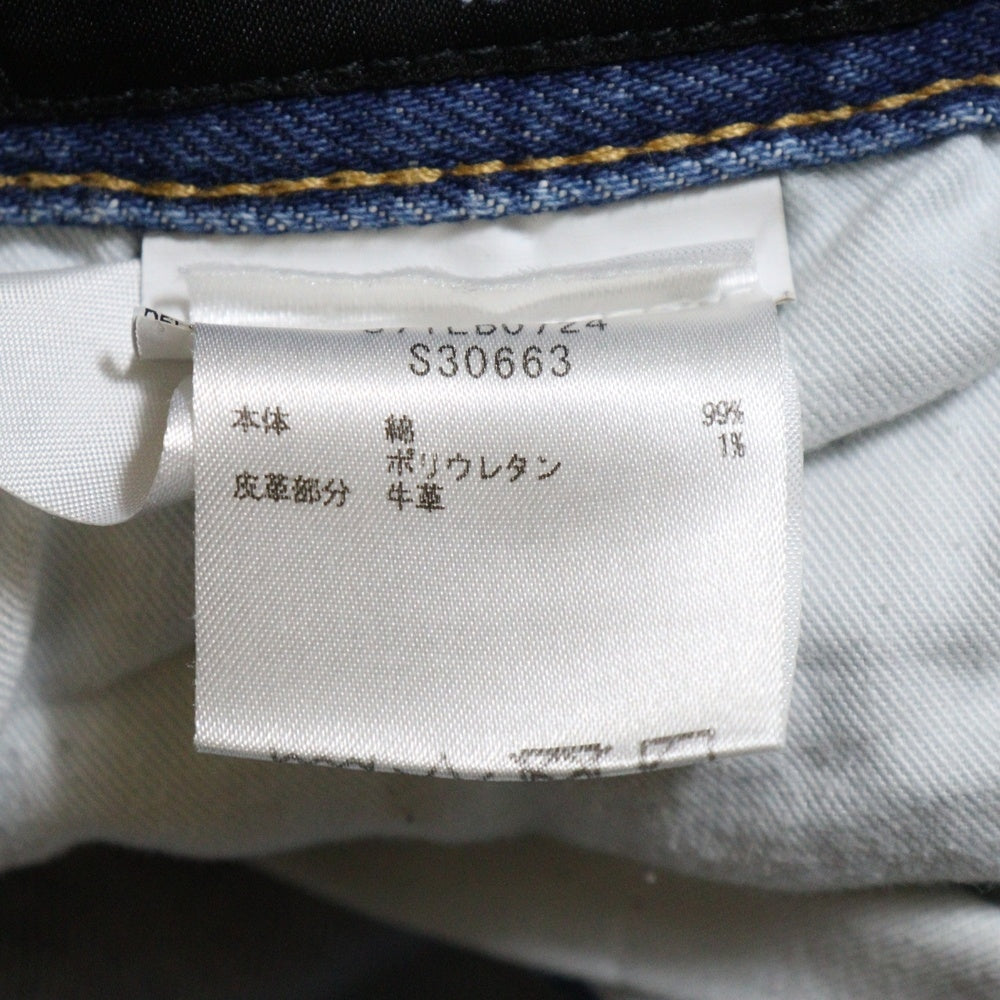 S30663
本体 綿 99%
ポリウレタン 1%
皮革部分 牛革